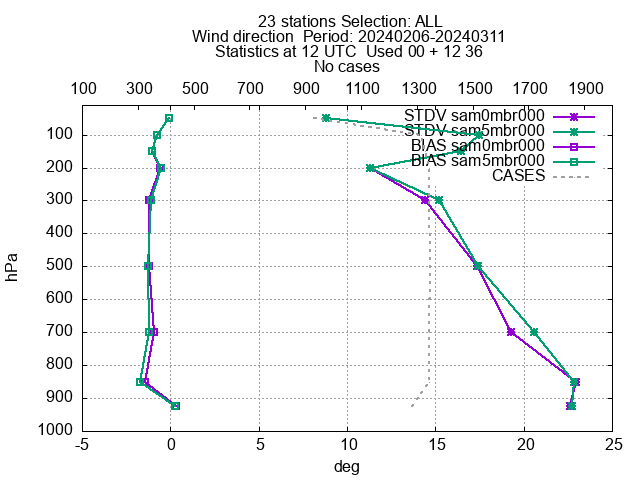 23 stations Selection: ALL
Wind direction  Period: 20240206-20240311
Statistics at 12 UTC  Used 00 + 12 36
No cases
100 300 500 700 900 1100 1300 1500 1700 1900
STDV sam0mbr000
STDV sam5mbr000
BIAS sam0mbr000
BIAS sam5mbr000
CASES
100
200
300
400
500
600
700
800
900
1000
hPa
-5 0 5 10 15 20 25
deg